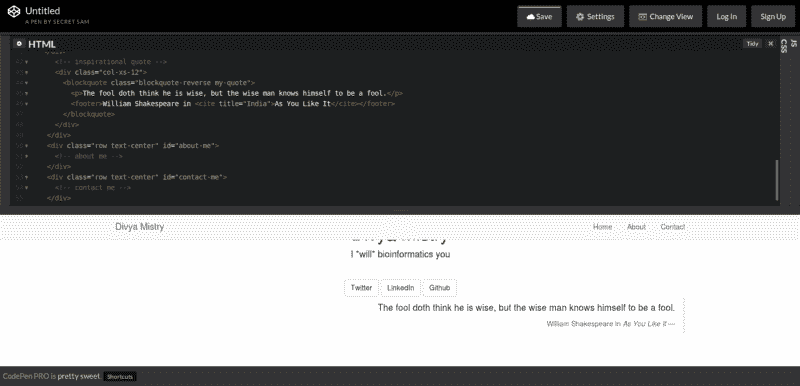 Untitled
A PEN BY SECRET SAM
Save
Settings
Change View
Log In
Sign Up
HTML
Tidy
CSS
JS
<!-- inspirational quote -->
<div class="col-xs-12">
<blockquote class="blockquote-reverse my-quote">
<p>The fool doth think he is wise, but the wise man knows himself to be a fool.</p>
<footer>William Shakespeare in <cite title="India">As You Like It</cite></footer>
</blockquote>
</div>
</div>
<div class="row text-center" id="about-me">
<!-- about me -->
</div>
<div class="row text-center" id="contact-me">
<!-- contact me -->
</div>
Divya Mistry
Home
About
Contact
I *will* bioinformatics you
Twitter
LinkedIn
Github
The fool doth think he is wise, but the wise man knows himself to be a fool.
William Shakespeare in As You Like It —
CodePen PRO is pretty sweet.
Shortcuts